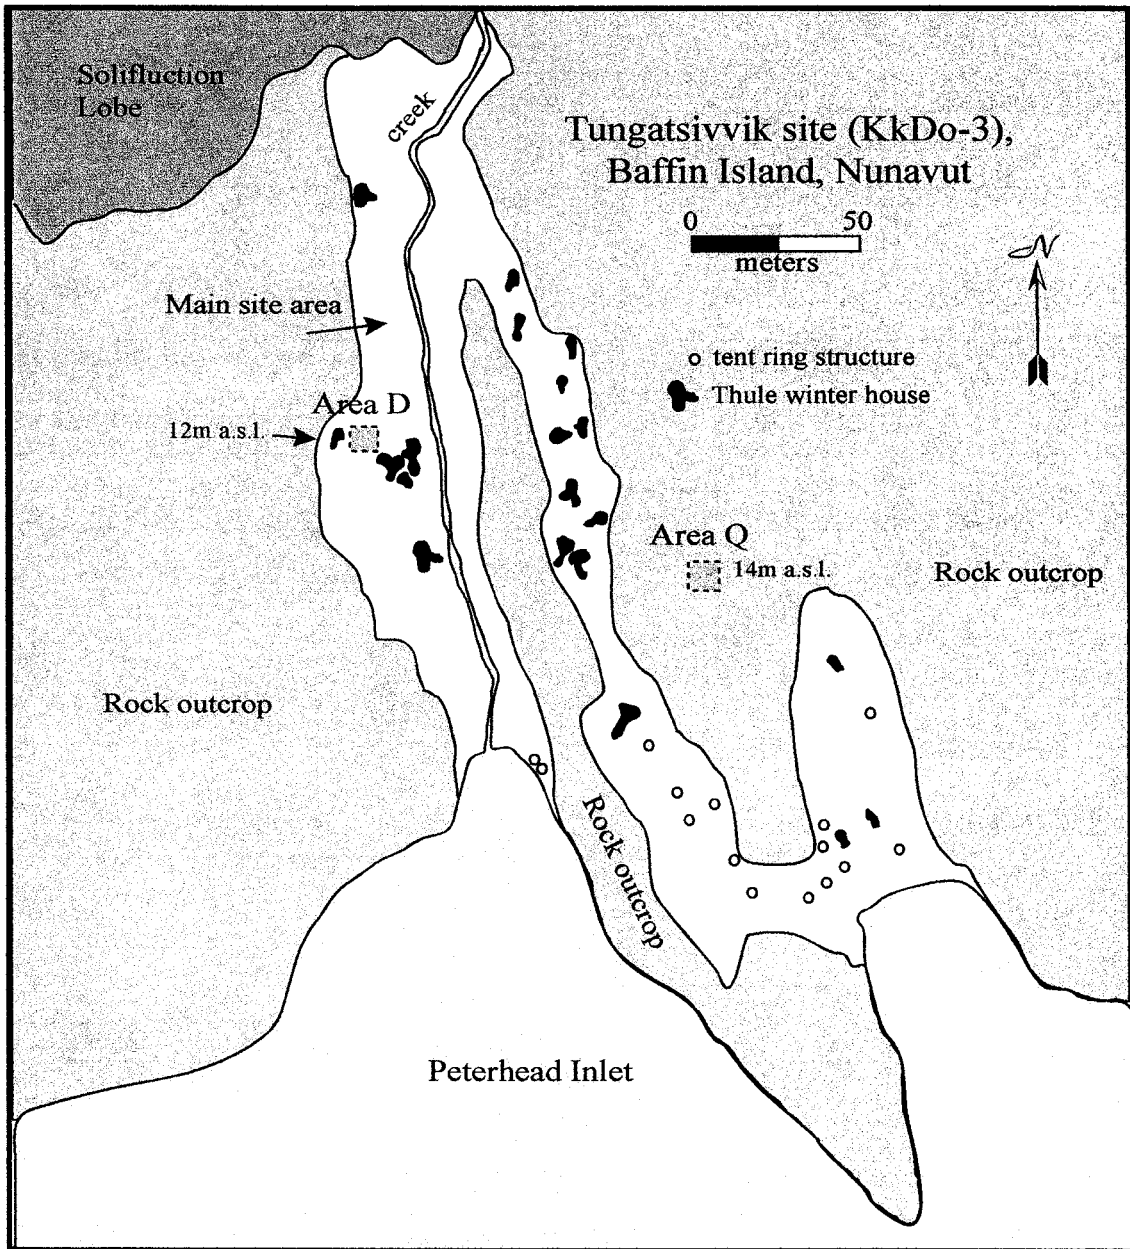 Solifluction
Lobe
creek
Tungatsivvik site (KkDo-3),
Baffin Island, Nunavut
0 50
meters
N
Main site area
tent ring structure
Thule winter house
Area D
12m a.s.l.
Area Q
14m a.s.l.
Rock outcrop
Rock outcrop
Rock outcrop
Peterhead Inlet